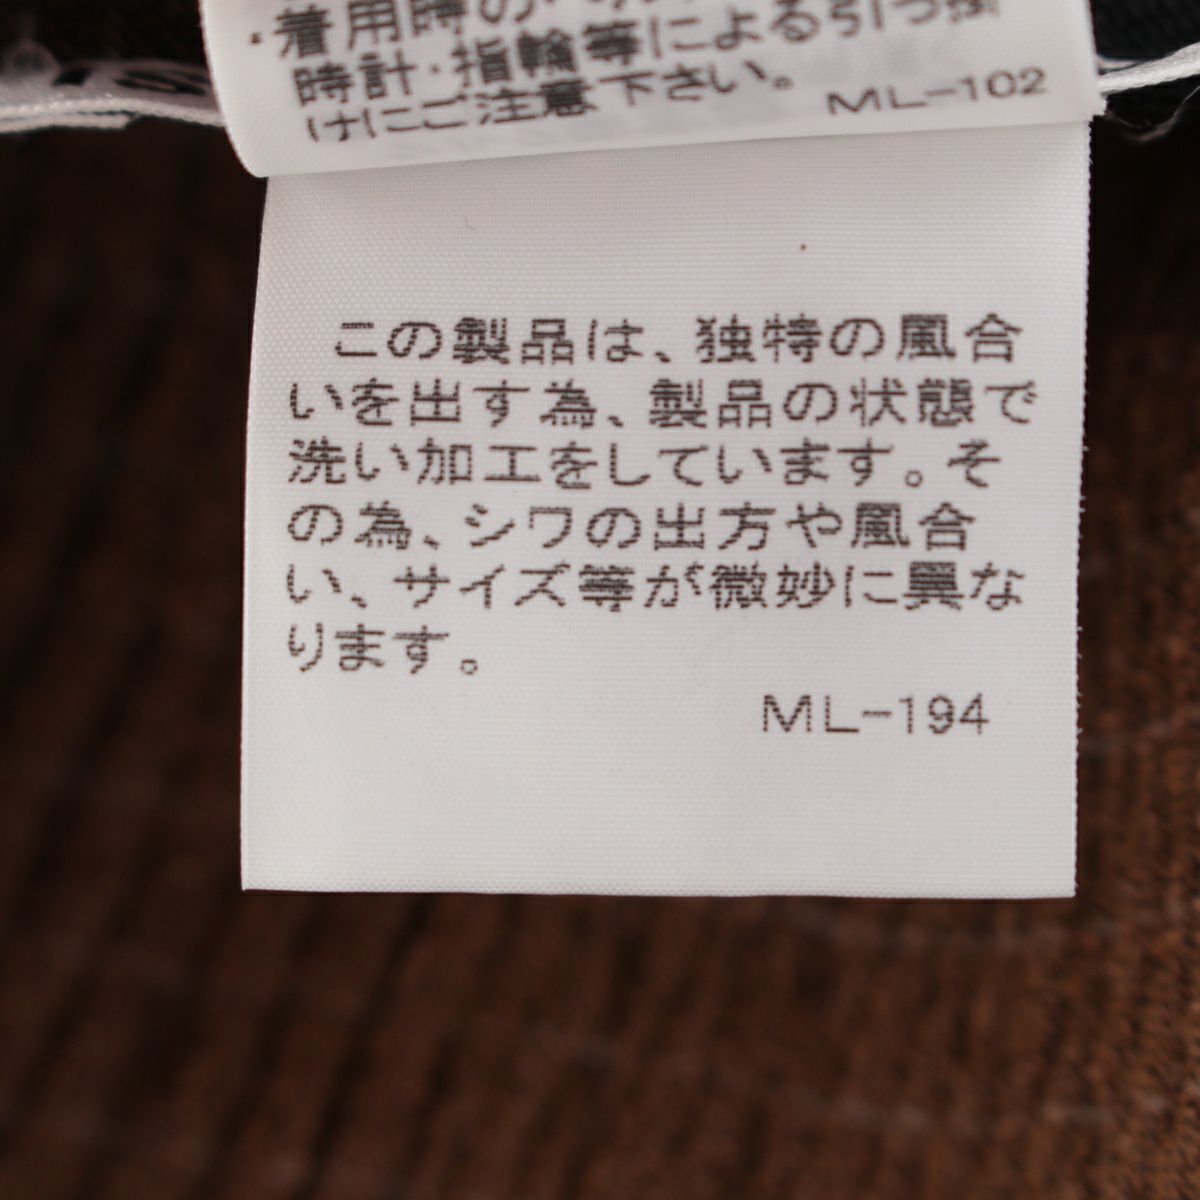 ・着用時の
時計・指輪等による引っ掛
けにご注意下さい。
ML-102
この製品は、独特の風合
いを出す為、製品の状態で
洗い加工をしています。そ
の為、シワの出方や風合
い、サイズ等が微妙に異な
ります。
ML-194